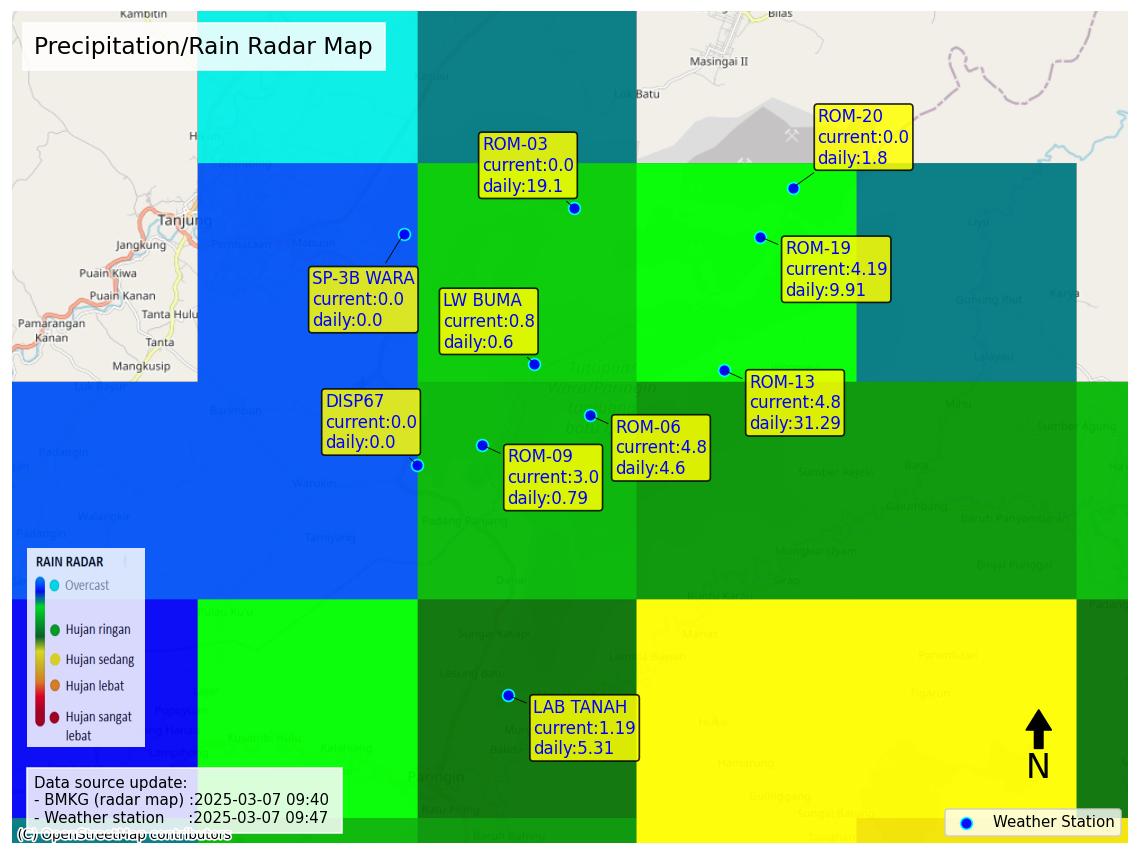 Kambitin
Bilas
Precipitation/Rain Radar Map
Masingai II
Lok Batu
ROM-20
current:0.0
daily:1.8
ROM-03
current:0.0
daily:19.1
Tanjung
Jangkung
ROM-19
current:4.19
daily:9.91
SP-3B WARA
current:0.0
daily:0.0
Puain Kiwa
Puain Kanan
LW BUMA
current:0.8
daily:0.6
Karya
Tanta Hulu
Pamarangan
Kanan
Tanta
Mangkusip
ROM-13
current:4.8
daily:31.29
DISP67
current:0.0
daily:0.0
ROM-06
current:4.8
daily:4.6
ROM-09
current:3.0
daily:0.79
Warukin
Padang Panjang
Tamiyang
RAIN RADAR
Overcast
Hujan ringan
Hujan sedang
Hujan lebat
Hujan sangat
lebat
LAB TANAH
current:1.19
daily:5.31
Paringin
N
Data source update:
- BMKG (radar map) :2025-03-07 09:40
- Weather station :2025-03-07 09:47
(C) OpenStreetMap contributors
Weather Station